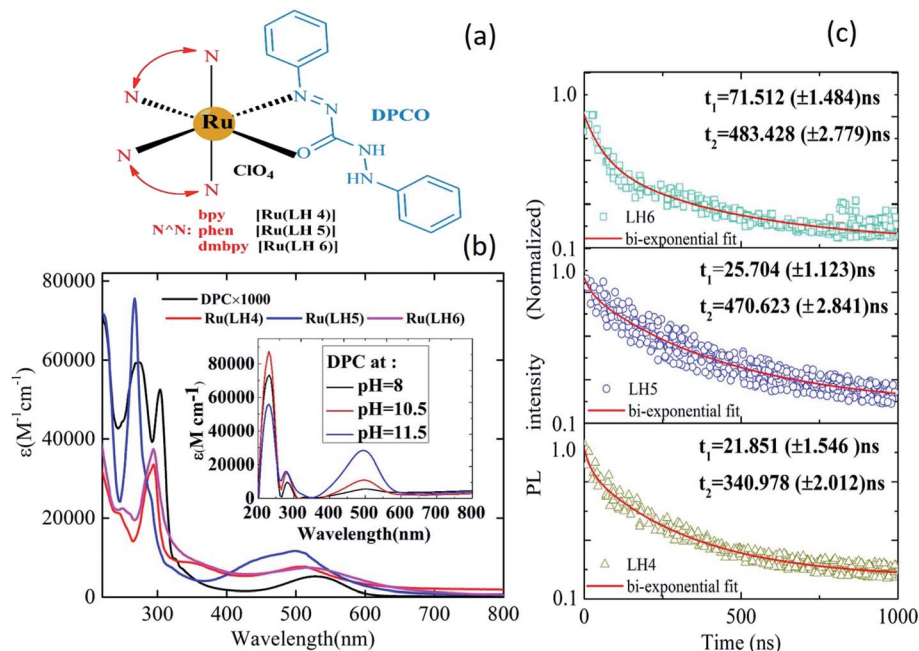 (a)
N
N
N
N
Ru
N
N
O
NH
HN
DPCO
ClO4
bpy [Ru(LH 4)]
N^N: phen [Ru(LH 5)]
dmbpy [Ru(LH 6)]
(b)
80000
60000
40000
20000
0
ε(M⁻¹cm⁻¹)
DPC×1000
Ru(LH4) Ru(LH5) Ru(LH6)
80000
60000
40000
20000
0
ε(M cm⁻¹)
DPC at :
pH=8
pH=10.5
pH=11.5
200 300 400 500 600 700 800
Wavelength(nm)
300 400 500 600 700 800
Wavelength(nm)
(c)
PL intensity (Normalized)
1.0
t1=71.512 (±1.484)ns
t2=483.428 (±2.779)ns
LH6
bi-exponential fit
0.1
1.0
t1=25.704 (±1.123)ns
t2=470.623 (±2.841)ns
LH5
bi-exponential fit
0.1
1.0
t1=21.851 (±1.546 )ns
t2=340.978 (±2.012)ns
LH4
bi-exponential fit
0.1
0 500 1000
Time (ns)